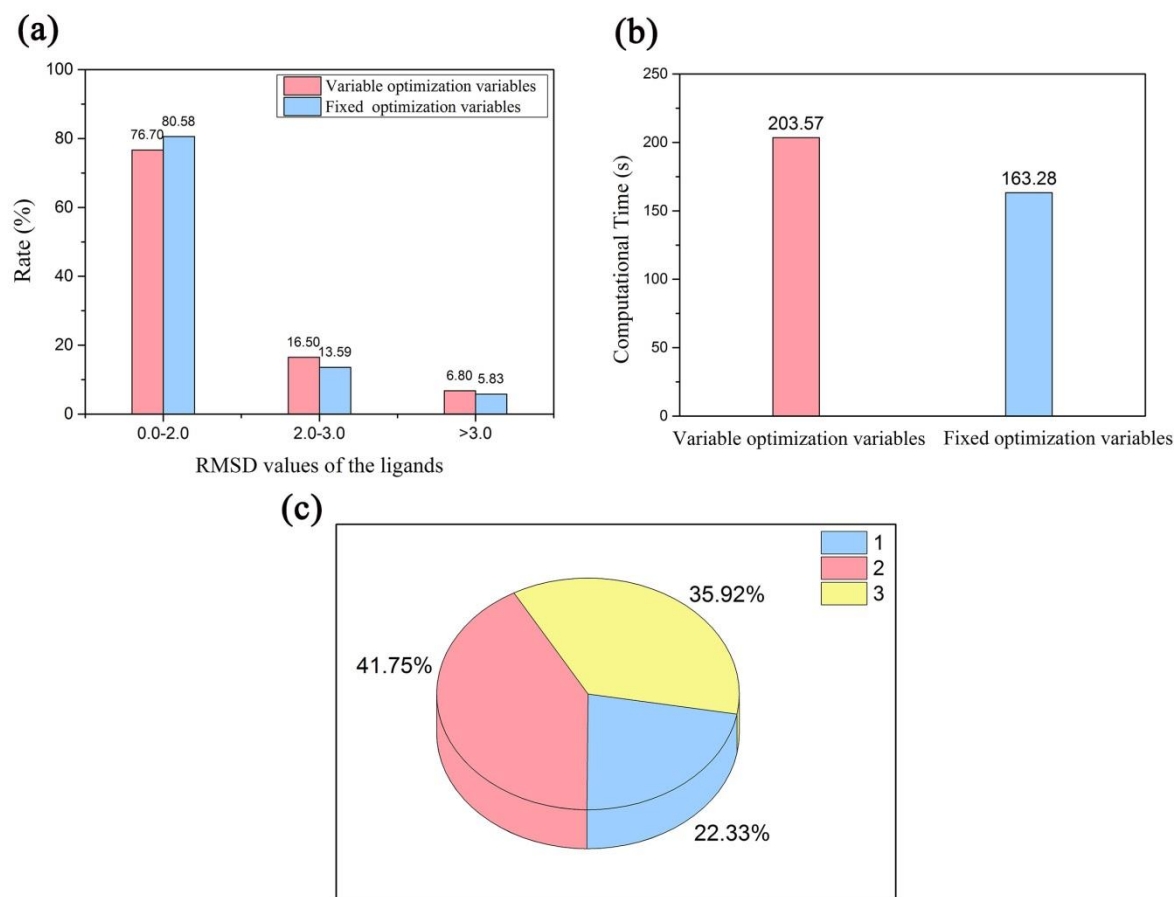 (a)
100
80
60
40
20
0
Rate (%)
Variable optimization variables
Fixed optimization variables
76.70
80.58
16.50
13.59
6.80
5.83
0.0-2.0
2.0-3.0
>3.0
RMSD values of the ligands
(b)
250
200
150
100
50
0
Computational Time (s)
203.57
163.28
Variable optimization variables
Fixed optimization variables
(c)
1
2
3
35.92%
41.75%
22.33%